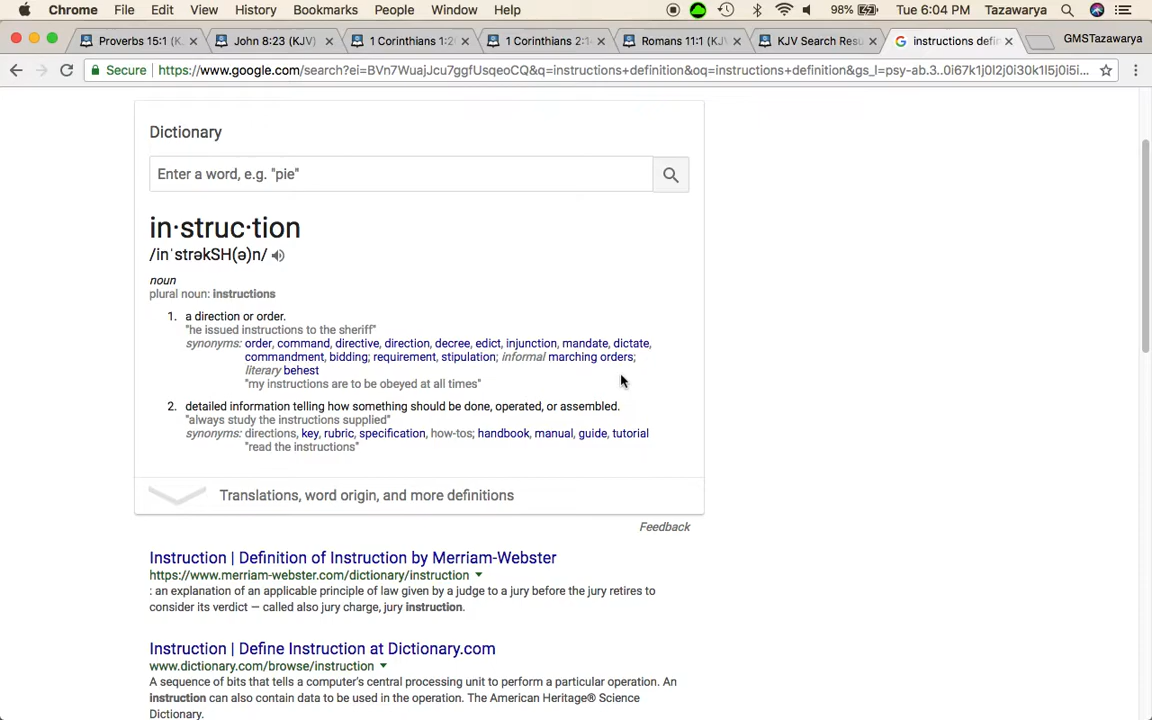 Chrome File Edit View History Bookmarks People Window Help 98% Tue 6:04 PM Tazawarya
Proverbs 15:1 (K John 8:23 (KJV) 1 Corinthians 1:2 1 Corinthians 2:1 Romans 11:1 (KJV KJV Search Resu instructions defin GMSTazawarya
Secure https://www.google.com/search?ei=BVn7WuajJcu7ggfUsqeoCQ&q=instructions+definition&oq=instructions+definition&gs_l=psy-ab.3..0i67k1j0l2j0i30k1l5j0i5i...
Dictionary
Enter a word, e.g. "pie"
in·struc·tion
/inˈstrəkSH(ə)n/
noun
plural noun: instructions
1. a direction or order.
"he issued instructions to the sheriff"
synonyms: order, command, directive, direction, decree, edict, injunction, mandate, dictate,
commandment, bidding; requirement, stipulation; informal marching orders;
literary behest
"my instructions are to be obeyed at all times"
2. detailed information telling how something should be done, operated, or assembled.
"always study the instructions supplied"
synonyms: directions, key, rubric, specification, how-tos; handbook, manual, guide, tutorial
"read the instructions"
Translations, word origin, and more definitions
Feedback
Instruction | Definition of Instruction by Merriam-Webster
https://www.merriam-webster.com/dictionary/instruction
: an explanation of an applicable principle of law given by a judge to a jury before the jury retires to
consider its verdict — called also jury charge, jury instruction.
Instruction | Define Instruction at Dictionary.com
www.dictionary.com/browse/instruction
A sequence of bits that tells a computer's central processing unit to perform a particular operation. An
instruction can also contain data to be used in the operation. The American Heritage® Science
Dictionary.